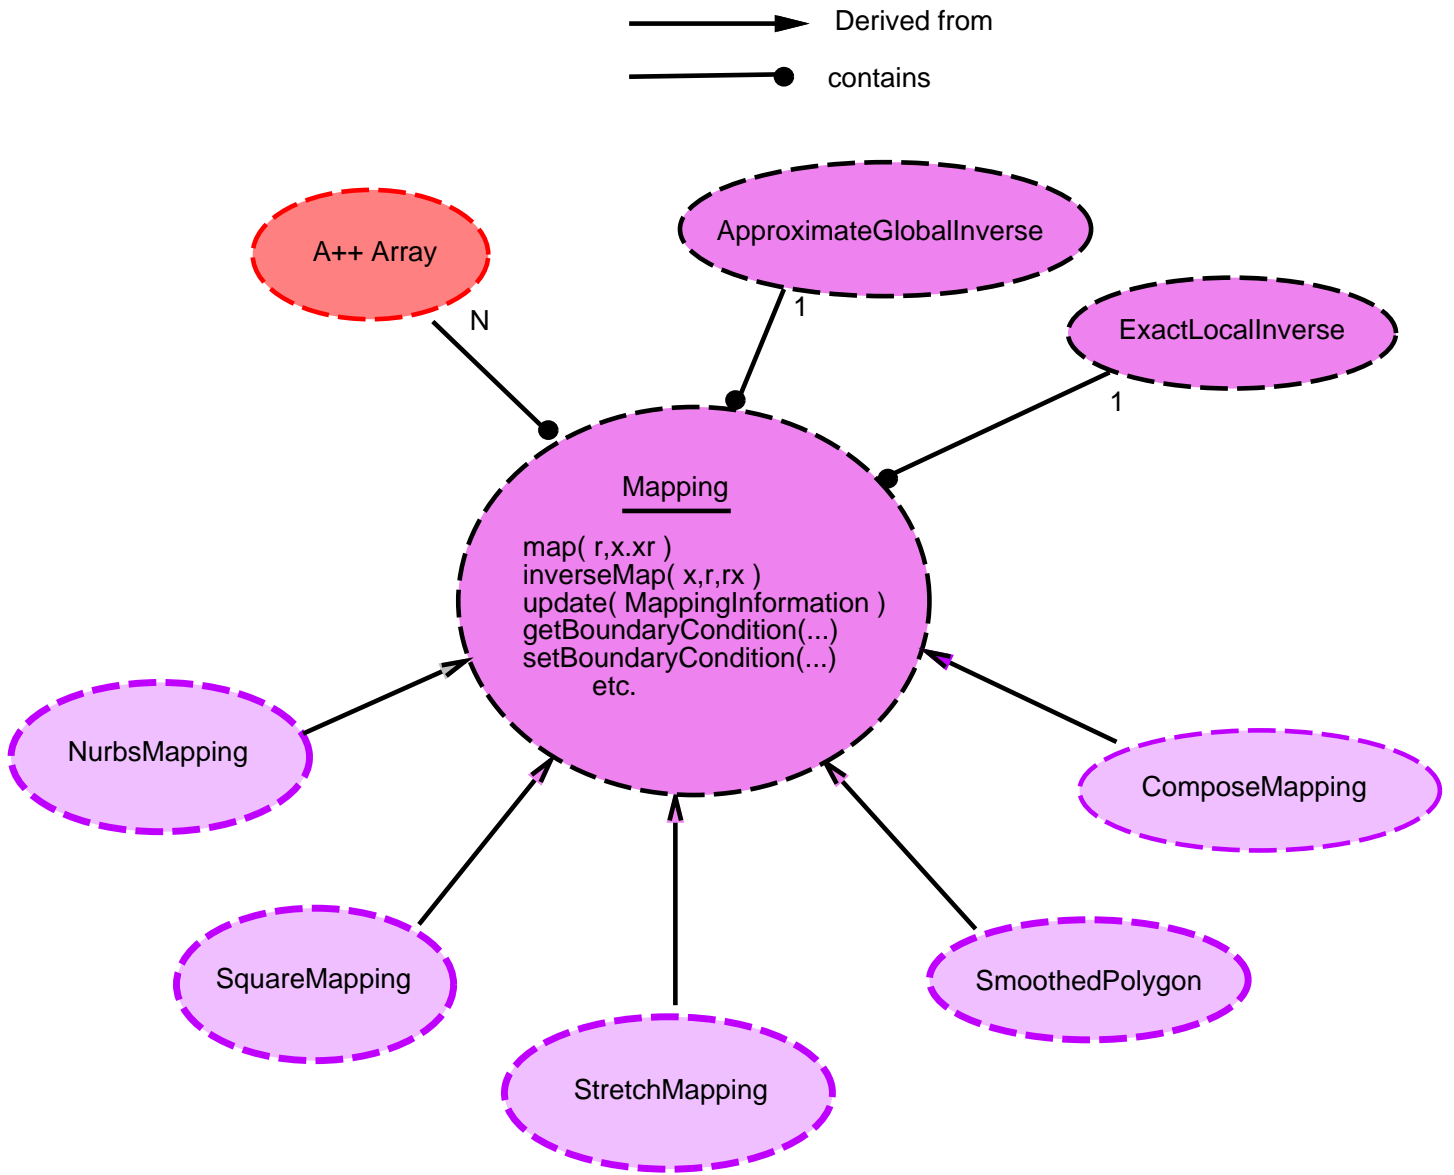 Derived from
contains
A++ Array
ApproximateGlobalInverse
ExactLocalInverse
N
1
1
Mapping
map( r,x.xr )
inverseMap( x,r,rx )
update( MappingInformation )
getBoundaryCondition(...)
setBoundaryCondition(...)
etc.
NurbsMapping
ComposeMapping
SquareMapping
SmoothedPolygon
StretchMapping